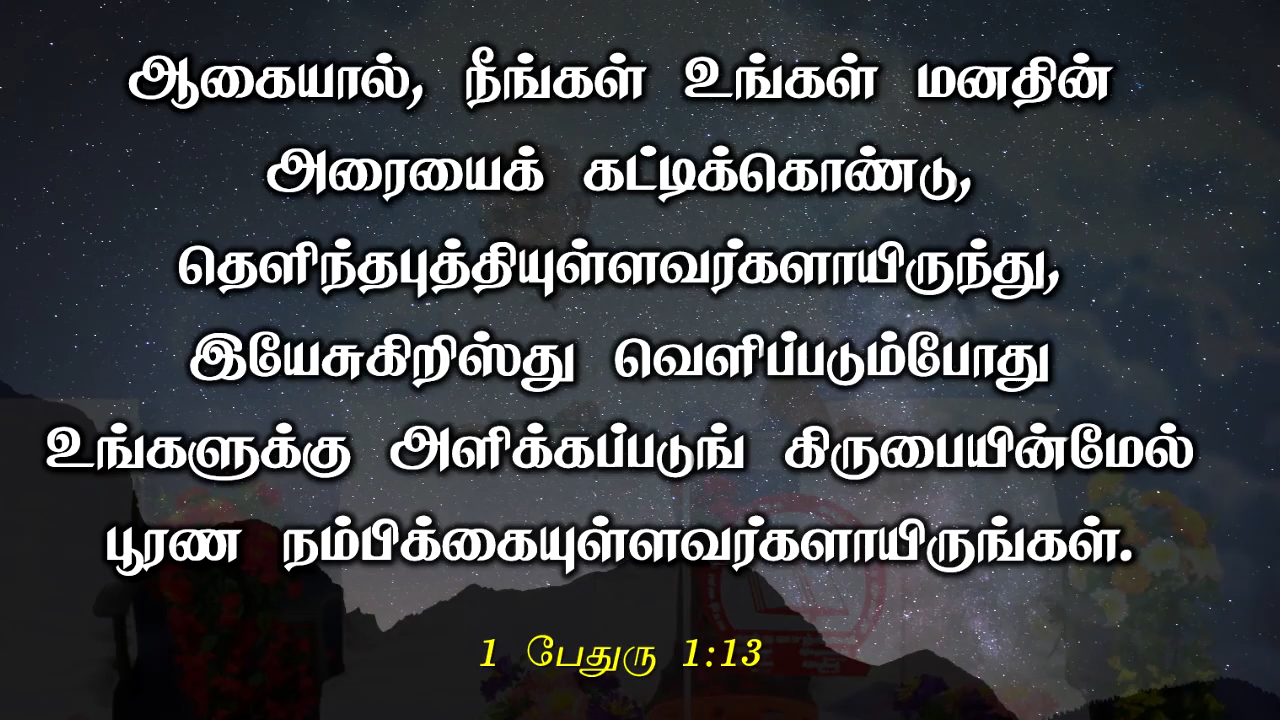 ஆகையால், நீங்கள் உங்கள் மனதின்
அரையைக் கட்டிக்கொண்டு,
தெளிந்தபுத்தியுள்ளவர்களாயிருந்து,
இயேசுகிறிஸ்து வெளிப்படும்போது
உங்களுக்கு அளிக்கப்படுங் கிருபையின்மேல்
பூரண நம்பிக்கையுள்ளவர்களாயிருங்கள்.
1 பேதுரு 1:13